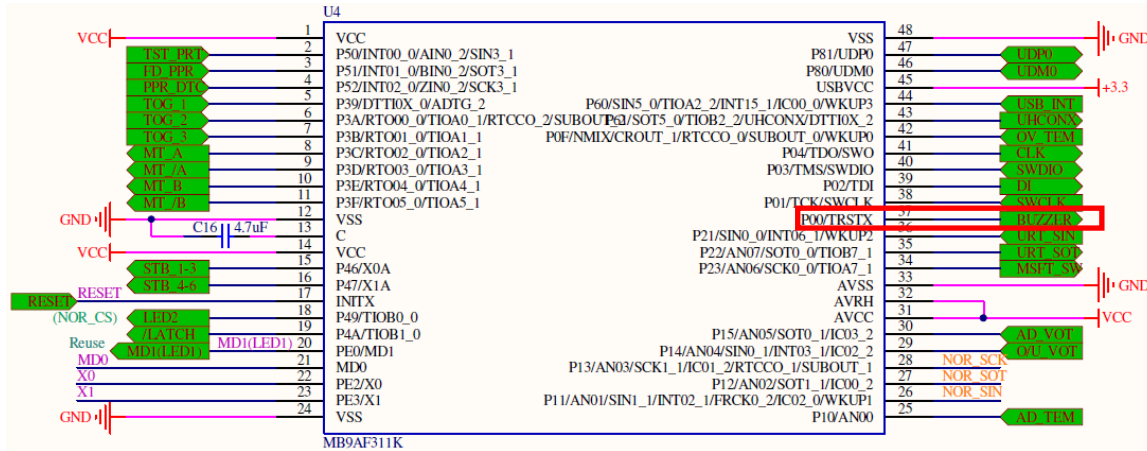 U4
VCC 1 VCC VSS 48 GND
TST_PRT 2 P50/INT00_0/AIN0_2/SIN3_1 P81/UDP0 47 UDP0
FD_PPR 3 P51/INT01_0/BIN0_2/SOT3_1 P80/UDM0 46 UDM0
PPR_DTC 4 P52/INT02_0/ZIN0_2/SCK3_1 USBVCC 45 +3.3
TOG_1 5 P39/DTTI0X_0/ADTG_2 P60/SIN5_0/TIOA2_2/INT15_1/IC00_0/WKUP3 44 USB_INT
TOG_2 6 P3A/RTO00_0/TIOA0_1/RTCCO_2/SUBOUT_2 P61/SOT5_0/TIOB2_2/UHCONX/DTTI0X_2 43 UHCONX
TOG_3 7 P3B/RTO01_0/TIOA1_1 P0F/NMIX/CROUT_1/RTCCO_0/SUBOUT_0/WKUP0 42 OV_TEM
MT_A 8 P3C/RTO02_0/TIOA2_1 P04/TDO/SWO 41 CLK
MT_/A 9 P3D/RTO03_0/TIOA3_1 P03/TMS/SWDIO 40 SWDIO
MT_B 10 P3E/RTO04_0/TIOA4_1 P02/TDI 39 DI
MT_/B 11 P3F/RTO05_0/TIOA5_1 P01/TCK/SWCLK 38 SWCLK
GND 12 VSS P00/TRSTX 37 BUZZER
C16 4.7uF 13 C P21/SIN0_0/INT06_1/WKUP2 36 URT_SIN
VCC 14 VCC P22/AN07/SOT0_0/TIOB7_1 35 URT_SOT
STB_1-3 15 P46/X0A P23/AN06/SCK0_0/TIOA7_1 34 MSFT_SW
STB_4-6 16 P47/X1A AVSS 33 GND
RESET RESET 17 INITX AVRH 32
(NOR_CS) LED2 18 P49/TIOB0_0 AVCC 31 VCC
/LATCH 19 P4A/TIOB1_0 P15/AN05/SOT0_1/IC03_2 30 AD_VOT
Reuse MD1(LED1) MD1(LED1) 20 PE0/MD1 P14/AN04/SIN0_1/INT03_1/IC02_2 29 O/U_VOT
MD0 21 MD0 P13/AN03/SCK1_1/IC01_2/RTCCO_1/SUBOUT_1 28 NOR_SCK
X0 22 PE2/X0 P12/AN02/SOT1_1/IC00_2 27 NOR_SOT
X1 23 PE3/X1 P11/AN01/SIN1_1/INT02_1/FRCK0_2/IC02_0/WKUP1 26 NOR_SIN
GND 24 VSS P10/AN00 25 AD_TEM
MB9AF311K